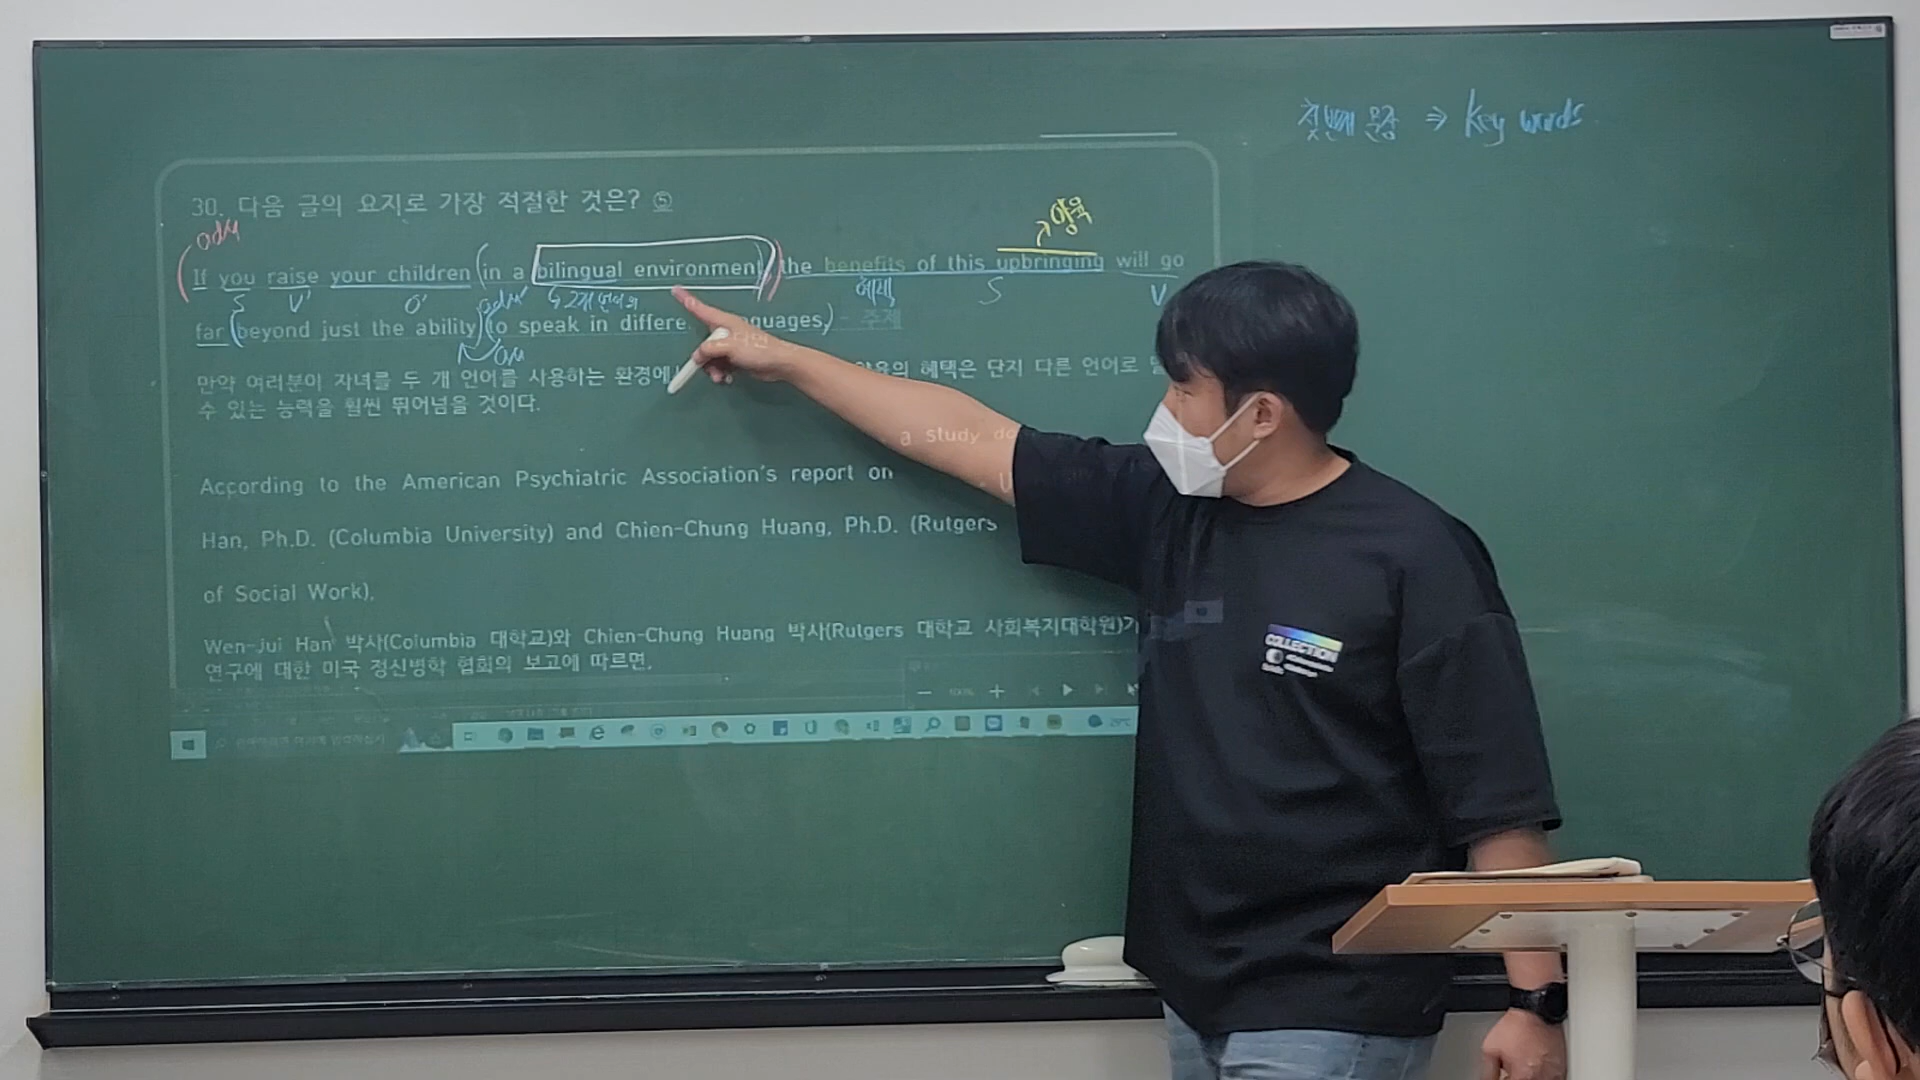 첫번째 문장 ⇒ key words
30. 다음 글의 요지로 가장 적절한 것은? ⑤
adv
↗양육
(If you raise your children (in a bilingual environment), the benefits of this upbringing will go
S V' O' adv' ↳ 2개 언어의 혜택 S V
far (beyond just the ability) (to speak in differe guages.) - 주제
만약 여러분이 자녀를 두 개 언어를 사용하는 환경에서 혜택은 단지 다른 언어로
수 있는 능력을 훨씬 뛰어넘을 것이다.
a study
According to the American Psychiatric Association's report on
Han, Ph.D. (Columbia University) and Chien-Chung Huang, Ph.D. (Rutgers
of Social Work),
Wen-Jui Han 박사(Columbia 대학교)와 Chien-Chung Huang 박사(Rutgers 대학교 사회복지대학원)가
연구에 대한 미국 정신병학 협회의 보고에 따르면,
100%
29°C
COLLECTION